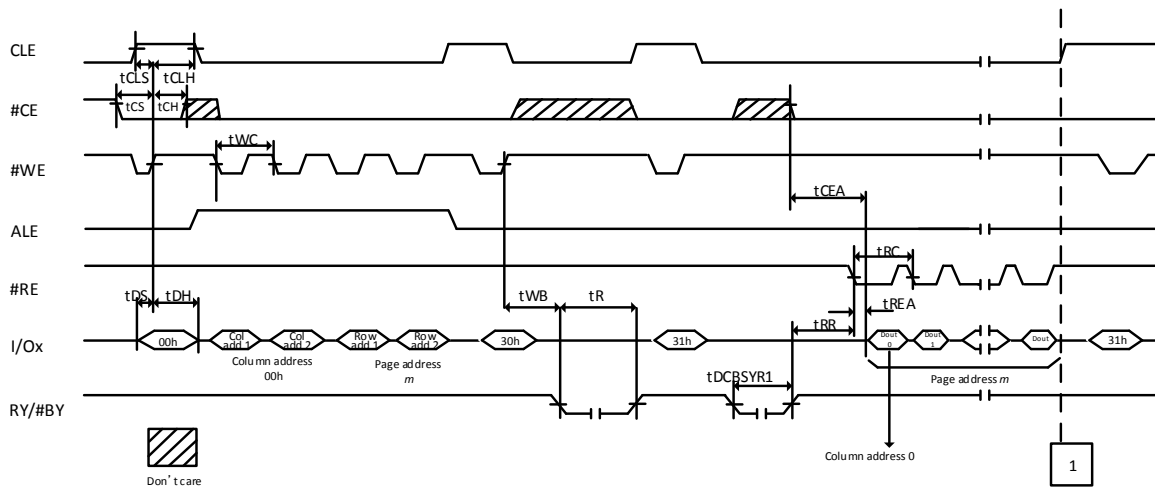 CLE
tCLS tCLH
#CE
tCS tCH
tWC
#WE
tCEA
ALE
tRC
#RE
tDS tDH
tWB tR
tREA
tRR
I/Ox
00h
Col add.1
Col add.2
Row add.1
Row add.2
30h
31h
Dout 0
Dout 1
Dout
31h
Column address 00h
Page address m
tDCBSYR1
Page address m
RY/#BY
Column address 0
1
Don't care